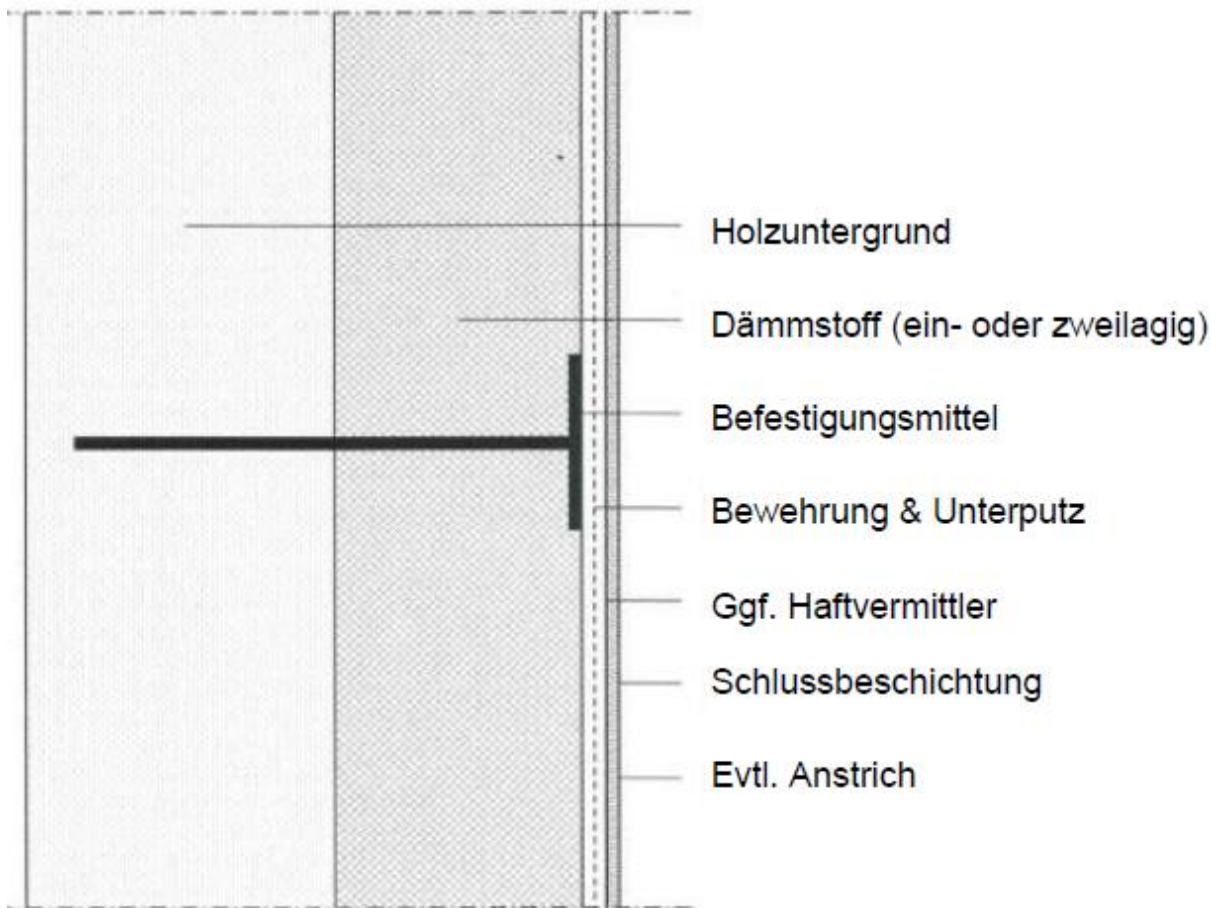 Holzuntergrund
Dämmstoff (ein- oder zweilagig)
Befestigungsmittel
Bewehrung & Unterputz
Ggf. Haftvermittler
Schlussbeschichtung
Evtl. Anstrich